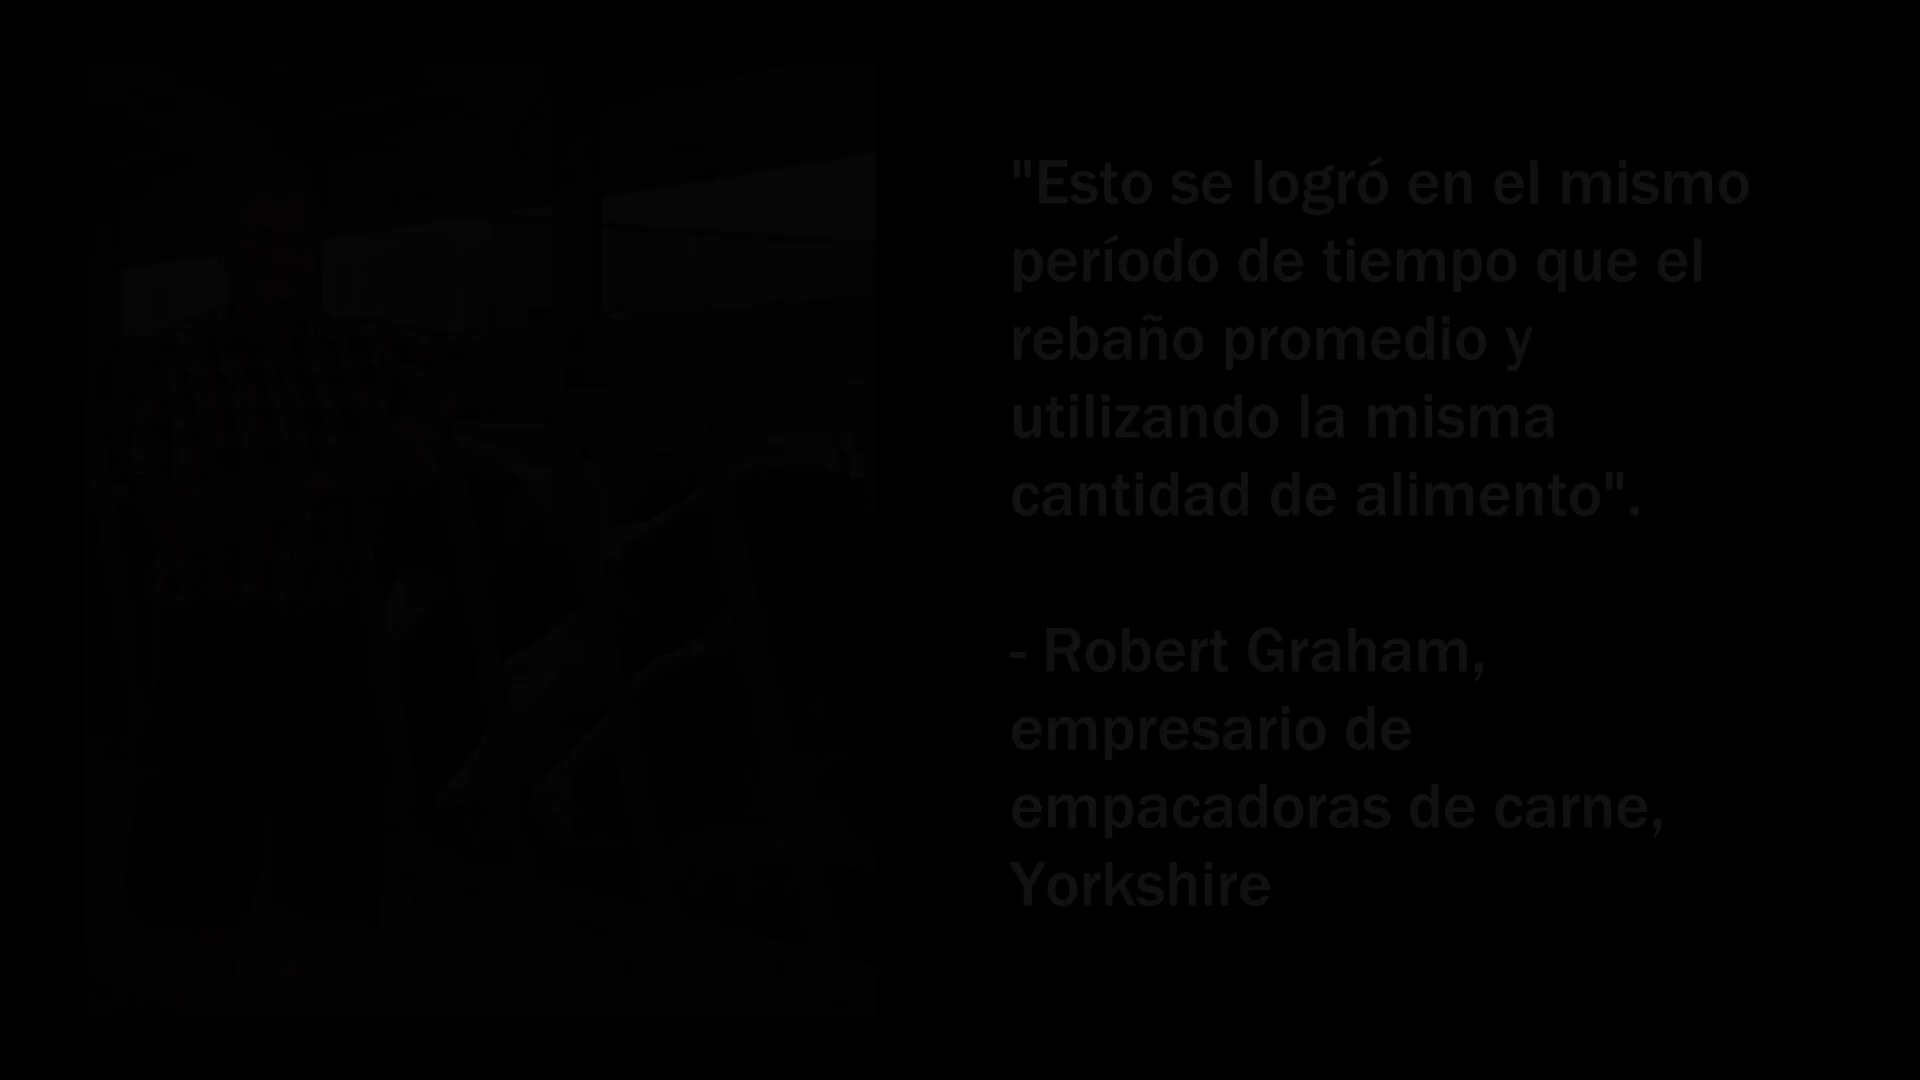 "Esto se logró en el mismo
período de tiempo que el
rebaño promedio y
utilizando la misma
cantidad de alimento".
- Robert Graham,
empresario de
empacadoras de carne,
Yorkshire